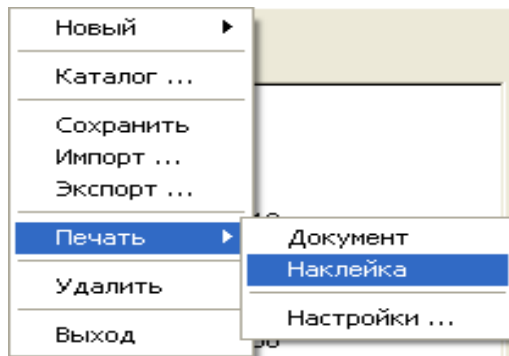 Новый
Каталог ...
Сохранить
Импорт ...
Экспорт ...
Печать
Документ
Наклейка
Удалить
Настройки ...
Выход